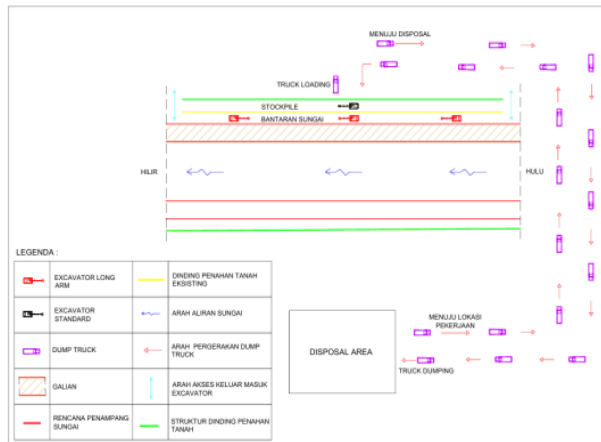 MENUJU DISPOSAL
TRUCK LOADING
STOCKPILE
BANTARAN SUNGAI
HILIR
HULU
LEGENDA :
EXCAVATOR LONG
ARM
DINDING PENAHAN TANAH
EKSISTING
EXCAVATOR
STANDARD
ARAH ALIRAN SUNGAI
DUMP TRUCK
ARAH PERGERAKAN DUMP
TRUCK
GALIAN
ARAH AKSES KELUAR MASUK
EXCAVATOR
RENCANA PENAMPANG
SUNGAI
STRUKTUR DINDING PENAHAN
TANAH
DISPOSAL AREA
MENUJU LOKASI
PEKERJAAN
TRUCK DUMPING